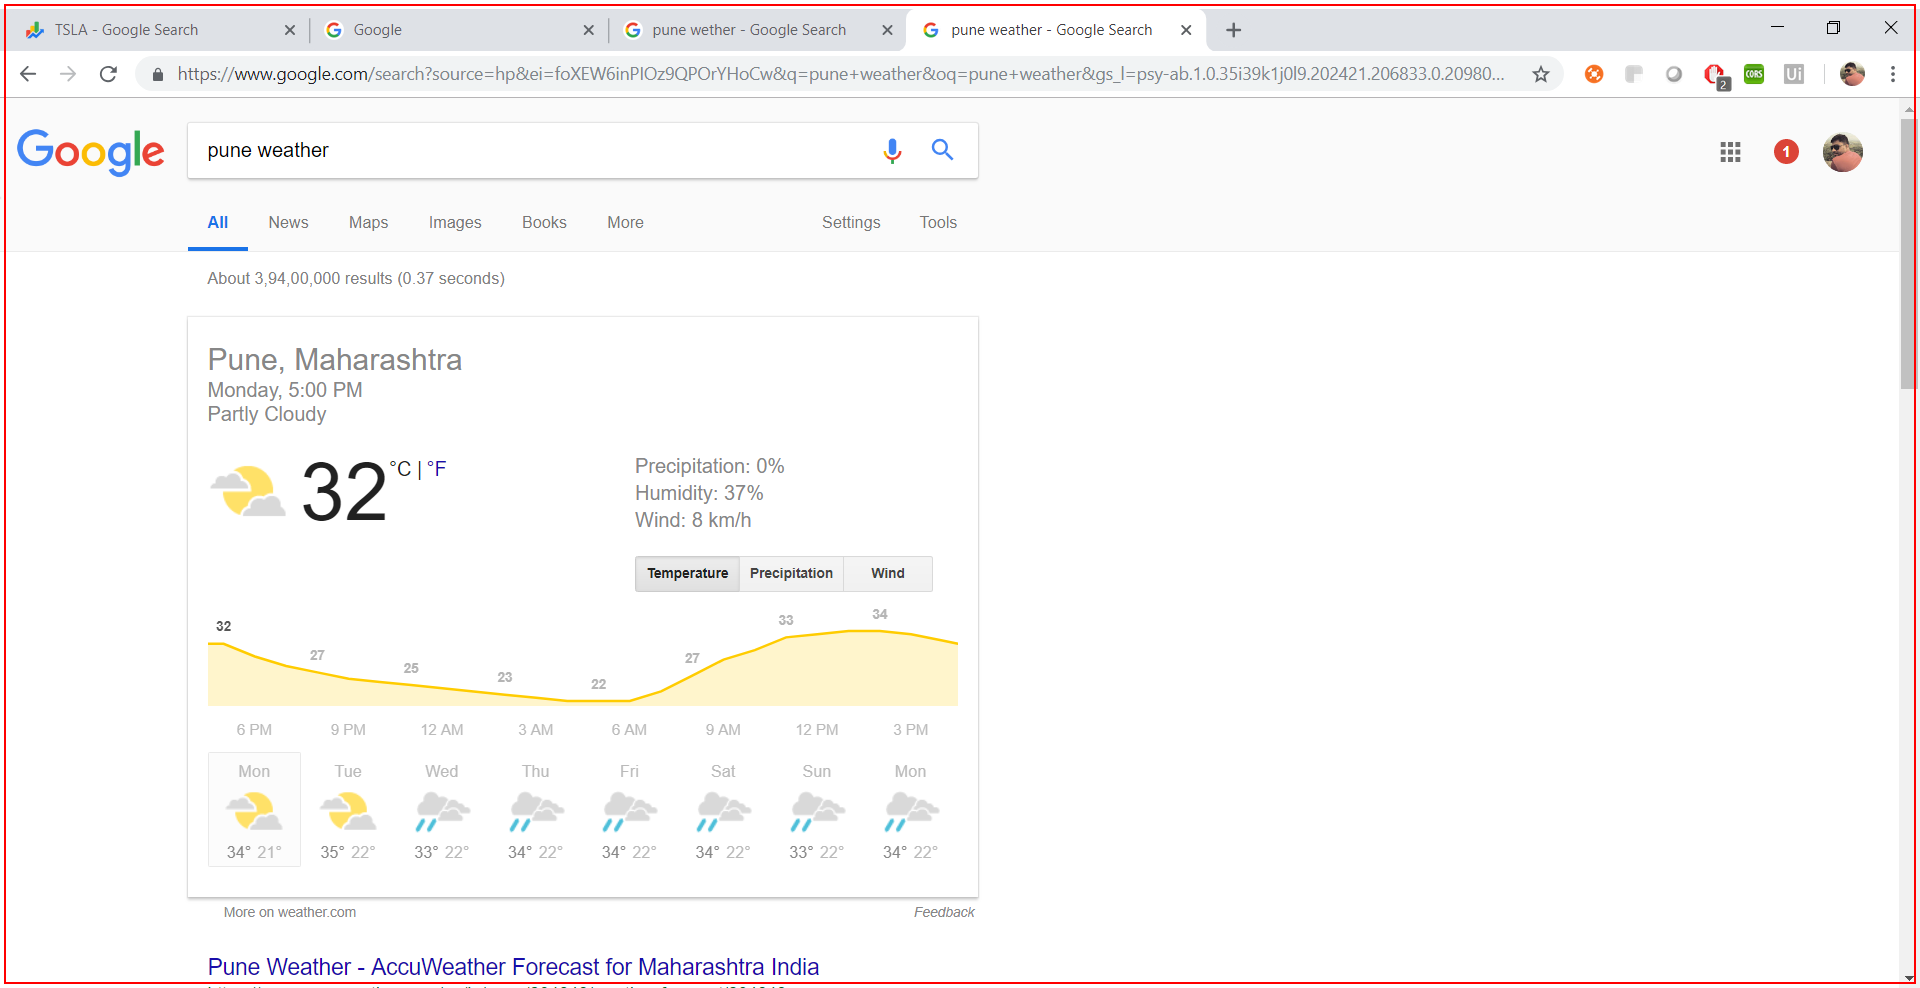 TSLA - Google Search
Google
pune wether - Google Search
pune weather - Google Search
https://www.google.com/search?source=hp&ei=foXEW6inPIOz9QPOrYHoCw&q=pune+weather&oq=pune+weather&gs_l=psy-ab.1.0.35i39k1j0l9.202421.206833.0.20980...
2
CORS
Ui
Google
pune weather
1
All News Maps Images Books More Settings Tools
About 3,94,00,000 results (0.37 seconds)
Pune, Maharashtra
Monday, 5:00 PM
Partly Cloudy
32 °C | °F
Precipitation: 0%
Humidity: 37%
Wind: 8 km/h
Temperature Precipitation Wind
32 27 25 23 22 27 33 34
6 PM 9 PM 12 AM 3 AM 6 AM 9 AM 12 PM 3 PM
Mon Tue Wed Thu Fri Sat Sun Mon
34° 21° 35° 22° 33° 22° 34° 22° 34° 22° 34° 22° 33° 22° 34° 22°
More on weather.com Feedback
Pune Weather - AccuWeather Forecast for Maharashtra India